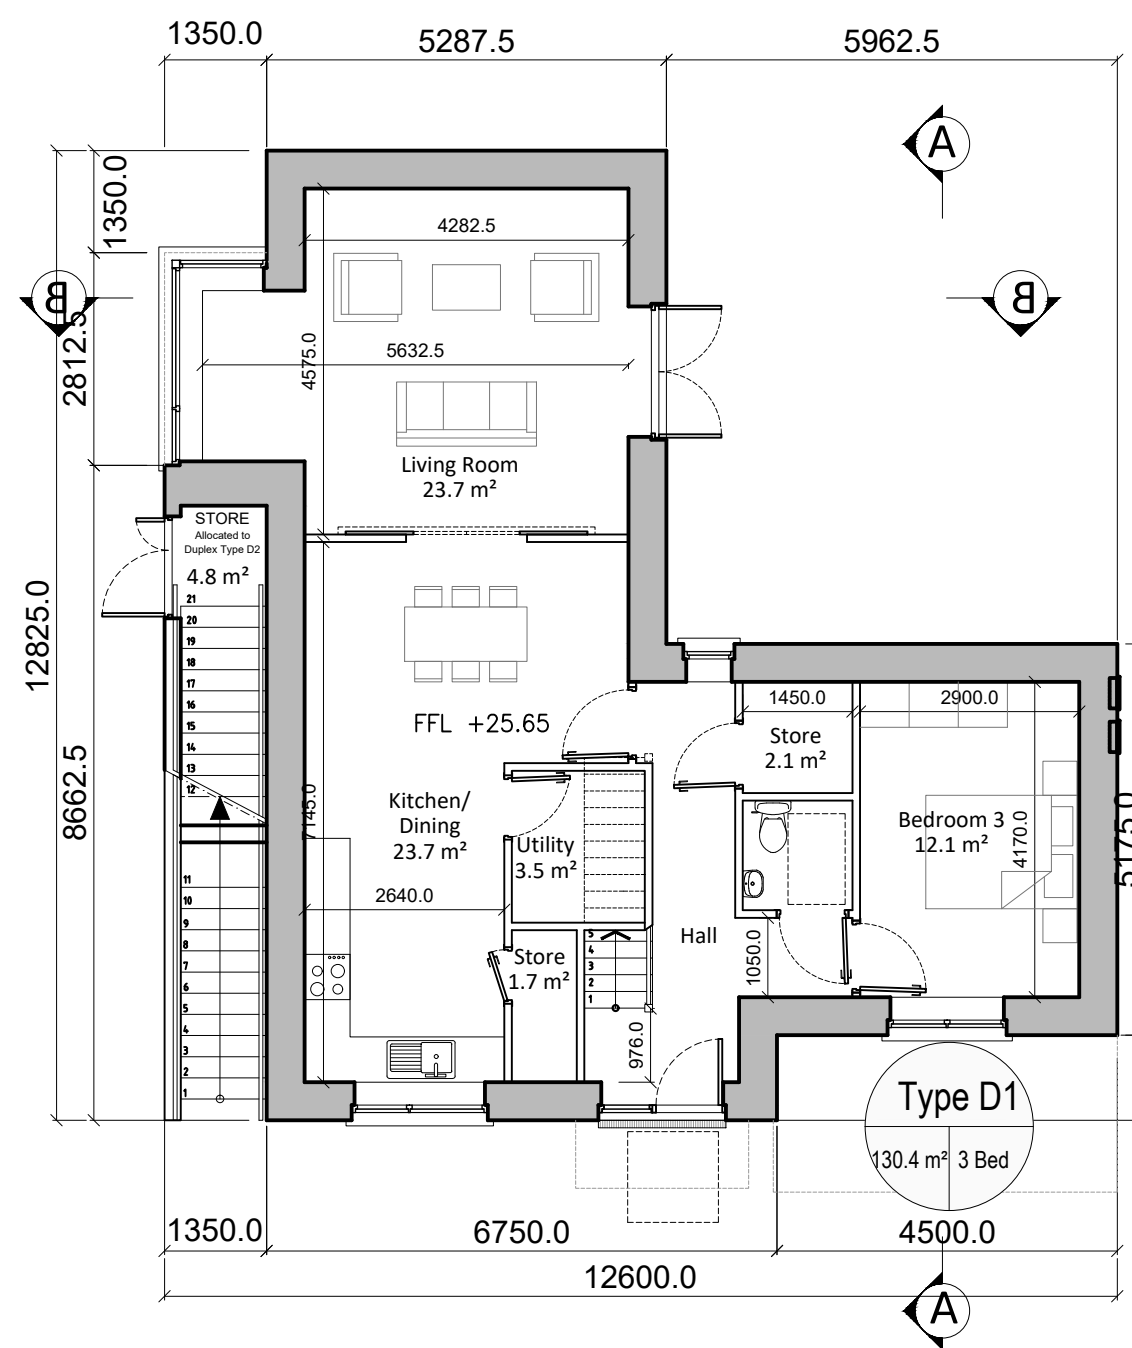 1350.0
5287.5
5962.5
A
1350.0
4282.5
B
B
2812.5
4575.0
5632.5
Living Room
23.7 m²
STORE
Allocated to
Duplex Type D2
4.8 m²
21
20
19
18
17
16
15
14
13
12
11
10
9
8
7
6
5
4
3
2
1
12825.0
8662.5
FFL +25.65
7145.0
Kitchen/
Dining
23.7 m²
2640.0
Utility
3.5 m²
Store
1.7 m²
5
4
3
2
1
976.0
Hall
1450.0
Store
2.1 m²
1050.0
2900.0
Bedroom 3
12.1 m²
4170.0
5175.0
Type D1
130.4 m²
3 Bed
1350.0
6750.0
4500.0
12600.0
A